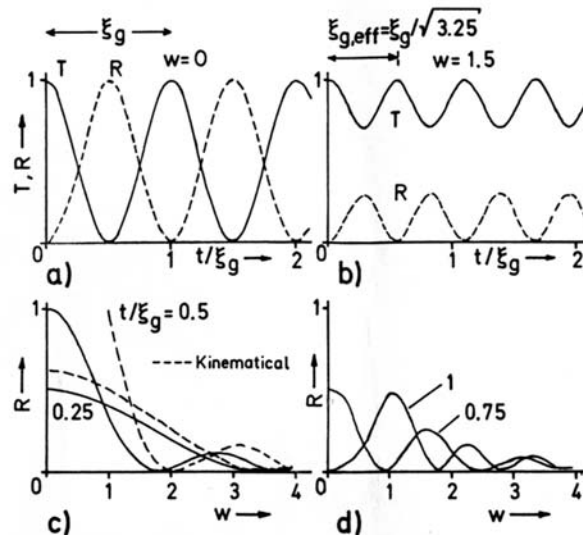 ξg
ξg,eff=ξg/√3.25
T R w=0
w=1.5
1
T, R →
0
1
2
t/ξg →
a)
1
T
R
0
1
2
t/ξg →
b)
1
t/ξg = 0.5
---- Kinematical
0.25
R →
0
1
2
3
4
w →
c)
1
1
0.75
R →
0
1
2
3
4
w →
d)